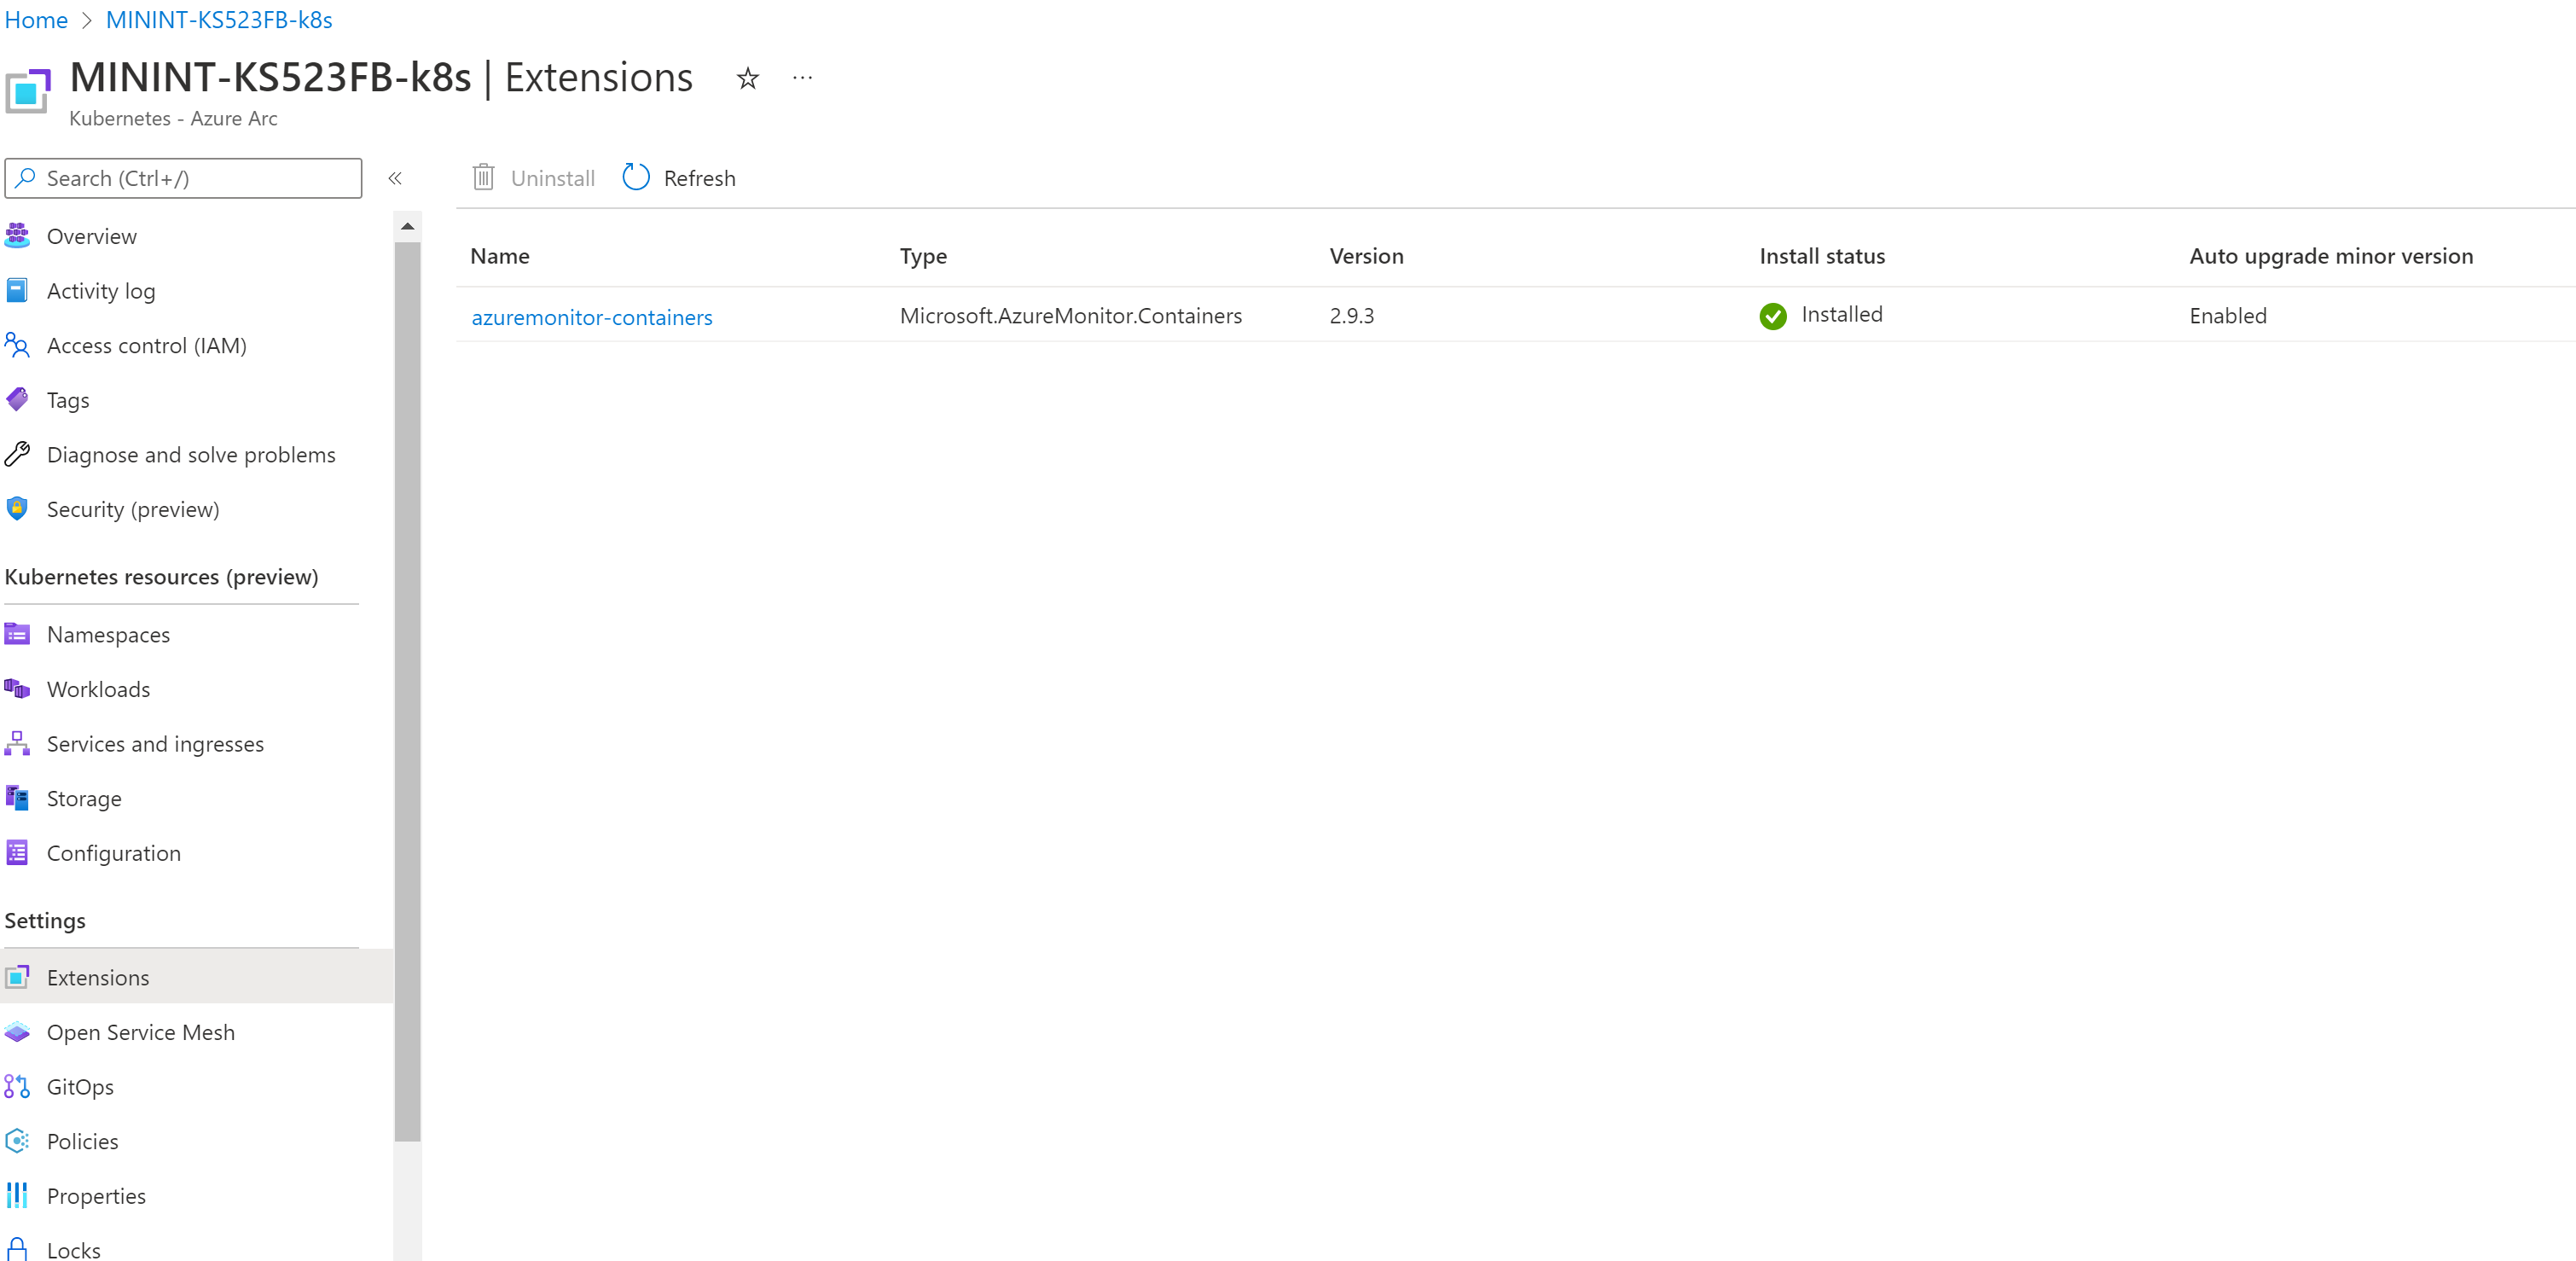 Home > MININT-KS523FB-k8s
MININT-KS523FB-k8s | Extensions ☆ ...
Kubernetes - Azure Arc
Search (Ctrl+/) «
Uninstall Refresh
Overview
Activity log
Access control (IAM)
Tags
Diagnose and solve problems
Security (preview)
Kubernetes resources (preview)
Namespaces
Workloads
Services and ingresses
Storage
Configuration
Settings
Extensions
Open Service Mesh
GitOps
Policies
Properties
Locks
Name Type Version Install status Auto upgrade minor version
azuremonitor-containers Microsoft.AzureMonitor.Containers 2.9.3 Installed Enabled